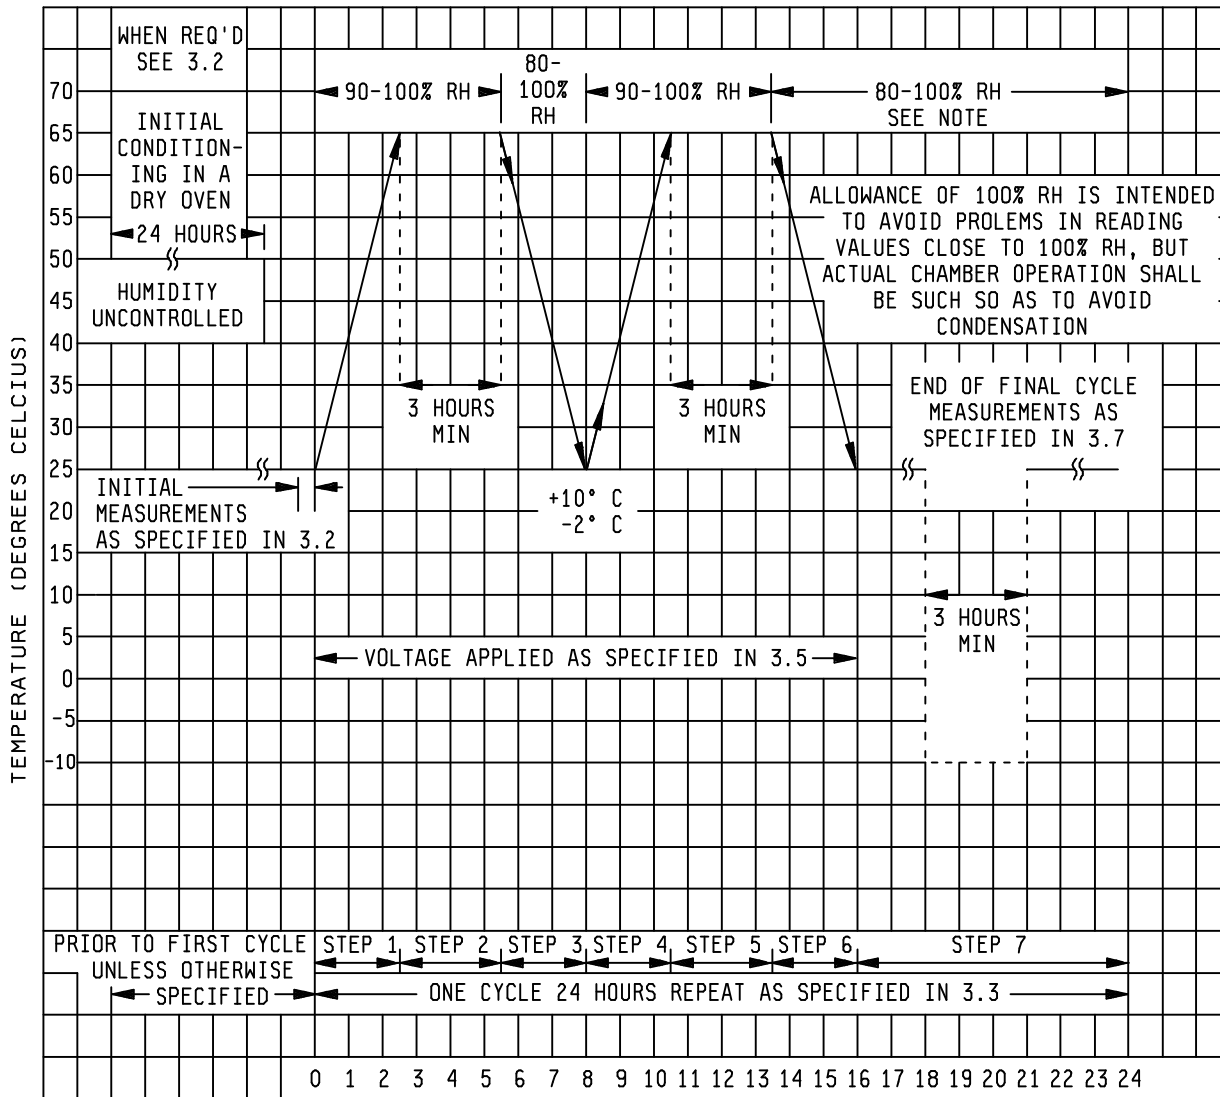 WHEN REQ'D
SEE 3.2
INITIAL
CONDITION-
ING IN A
DRY OVEN
24 HOURS
HUMIDITY
UNCONTROLLED
90-100% RH
80-
100%
RH
90-100% RH
80-100% RH
SEE NOTE
ALLOWANCE OF 100% RH IS INTENDED
TO AVOID PROLEMS IN READING
VALUES CLOSE TO 100% RH, BUT
ACTUAL CHAMBER OPERATION SHALL
BE SUCH SO AS TO AVOID
CONDENSATION
3 HOURS
MIN
3 HOURS
MIN
END OF FINAL CYCLE
MEASUREMENTS AS
SPECIFIED IN 3.7
INITIAL
MEASUREMENTS
AS SPECIFIED IN 3.2
+10° C
-2° C
3 HOURS
MIN
VOLTAGE APPLIED AS SPECIFIED IN 3.5
TEMPERATURE (DEGREES CELCIUS)
70
65
60
55
50
45
40
35
30
25
20
15
10
5
0
-5
-10
PRIOR TO FIRST CYCLE
UNLESS OTHERWISE
SPECIFIED
STEP 1 STEP 2 STEP 3 STEP 4 STEP 5 STEP 6 STEP 7
ONE CYCLE 24 HOURS REPEAT AS SPECIFIED IN 3.3
0 1 2 3 4 5 6 7 8 9 10 11 12 13 14 15 16 17 18 19 20 21 22 23 24